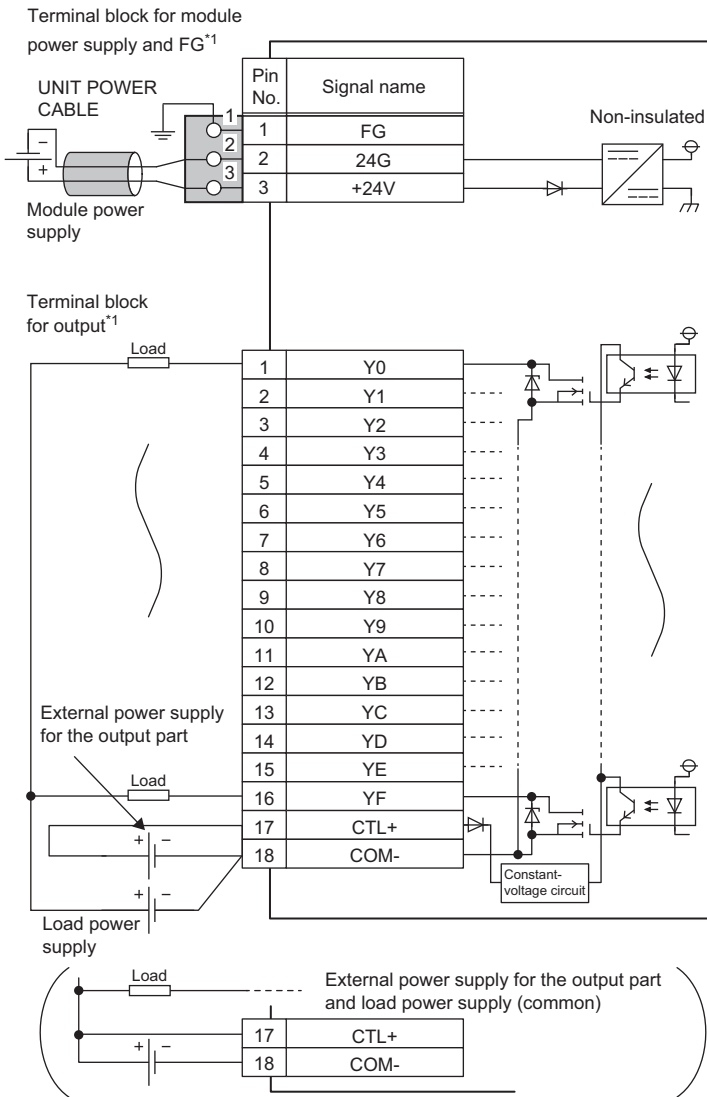 Terminal block for module
power supply and FG*1
UNIT POWER
CABLE
Pin
No.
Signal name
Non-insulated
1
2
3
1 FG
2 24G
3 +24V
−
+
Module power
supply
Terminal block
for output*1
Load
1 Y0
2 Y1
3 Y2
4 Y3
5 Y4
6 Y5
7 Y6
8 Y7
9 Y8
10 Y9
11 YA
12 YB
13 YC
14 YD
15 YE
16 YF
17 CTL+
18 COM-
External power supply
for the output part
Load
+ −
+ −
Constant-
voltage circuit
Load power
supply
Load
External power supply for the output part
and load power supply (common)
+ −
17 CTL+
18 COM-